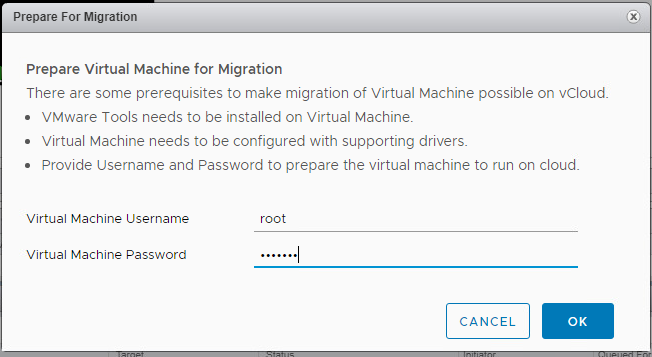 Prepare For Migration
Prepare Virtual Machine for Migration
There are some prerequisites to make migration of Virtual Machine possible on vCloud.
• VMware Tools needs to be installed on Virtual Machine.
• Virtual Machine needs to be configured with supporting drivers.
• Provide Username and Password to prepare the virtual machine to run on cloud.
Virtual Machine Username root
Virtual Machine Password •••••••
CANCEL OK
Target Status Initiator Queued For